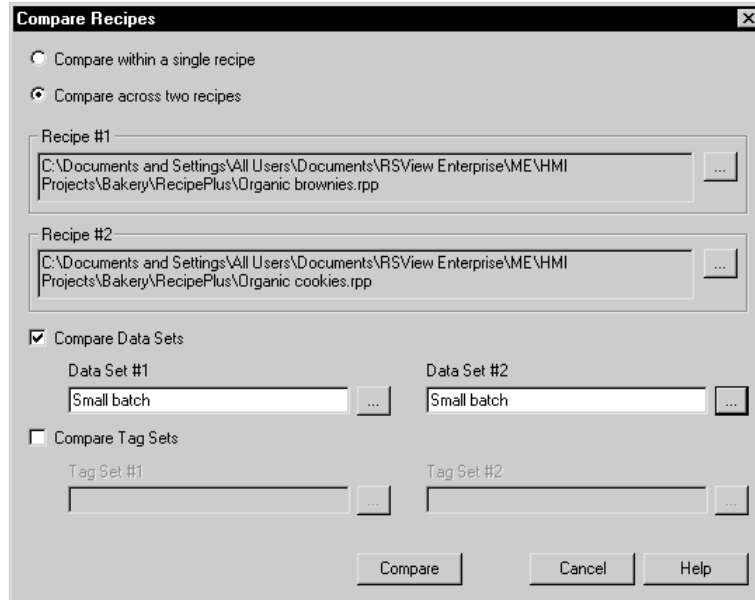 Compare Recipes
Compare within a single recipe
Compare across two recipes
Recipe #1
C:\Documents and Settings\All Users\Documents\RSView Enterprise\ME\HMI
Projects\Bakery\RecipePlus\Organic brownies.rpp
...
Recipe #2
C:\Documents and Settings\All Users\Documents\RSView Enterprise\ME\HMI
Projects\Bakery\RecipePlus\Organic cookies.rpp
...
Compare Data Sets
Data Set #1 Data Set #2
Small batch ... Small batch ...
Compare Tag Sets
Tag Set #1 Tag Set #2
... ...
Compare Cancel Help